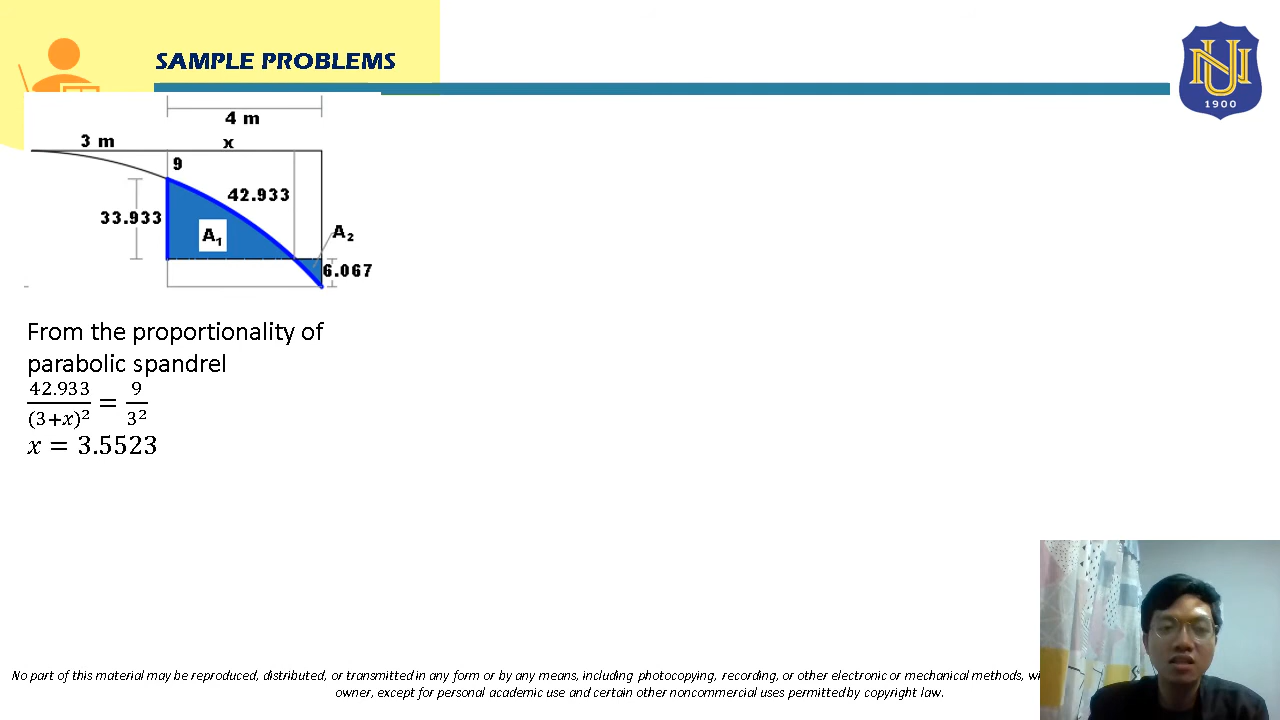 SAMPLE PROBLEMS
NU
1900
4 m
3 m
x
9
42.933
33.933
A₁
A₂
6.067
From the proportionality of
parabolic spandrel
42.933/(3+x)² = 9/3²
x = 3.5523
No part of this material may be reproduced, distributed, or transmitted in any form or by any means, including photocopying, recording, or other electronic or mechanical methods,
owner, except for personal academic use and certain other noncommercial uses permitted by copyright law.